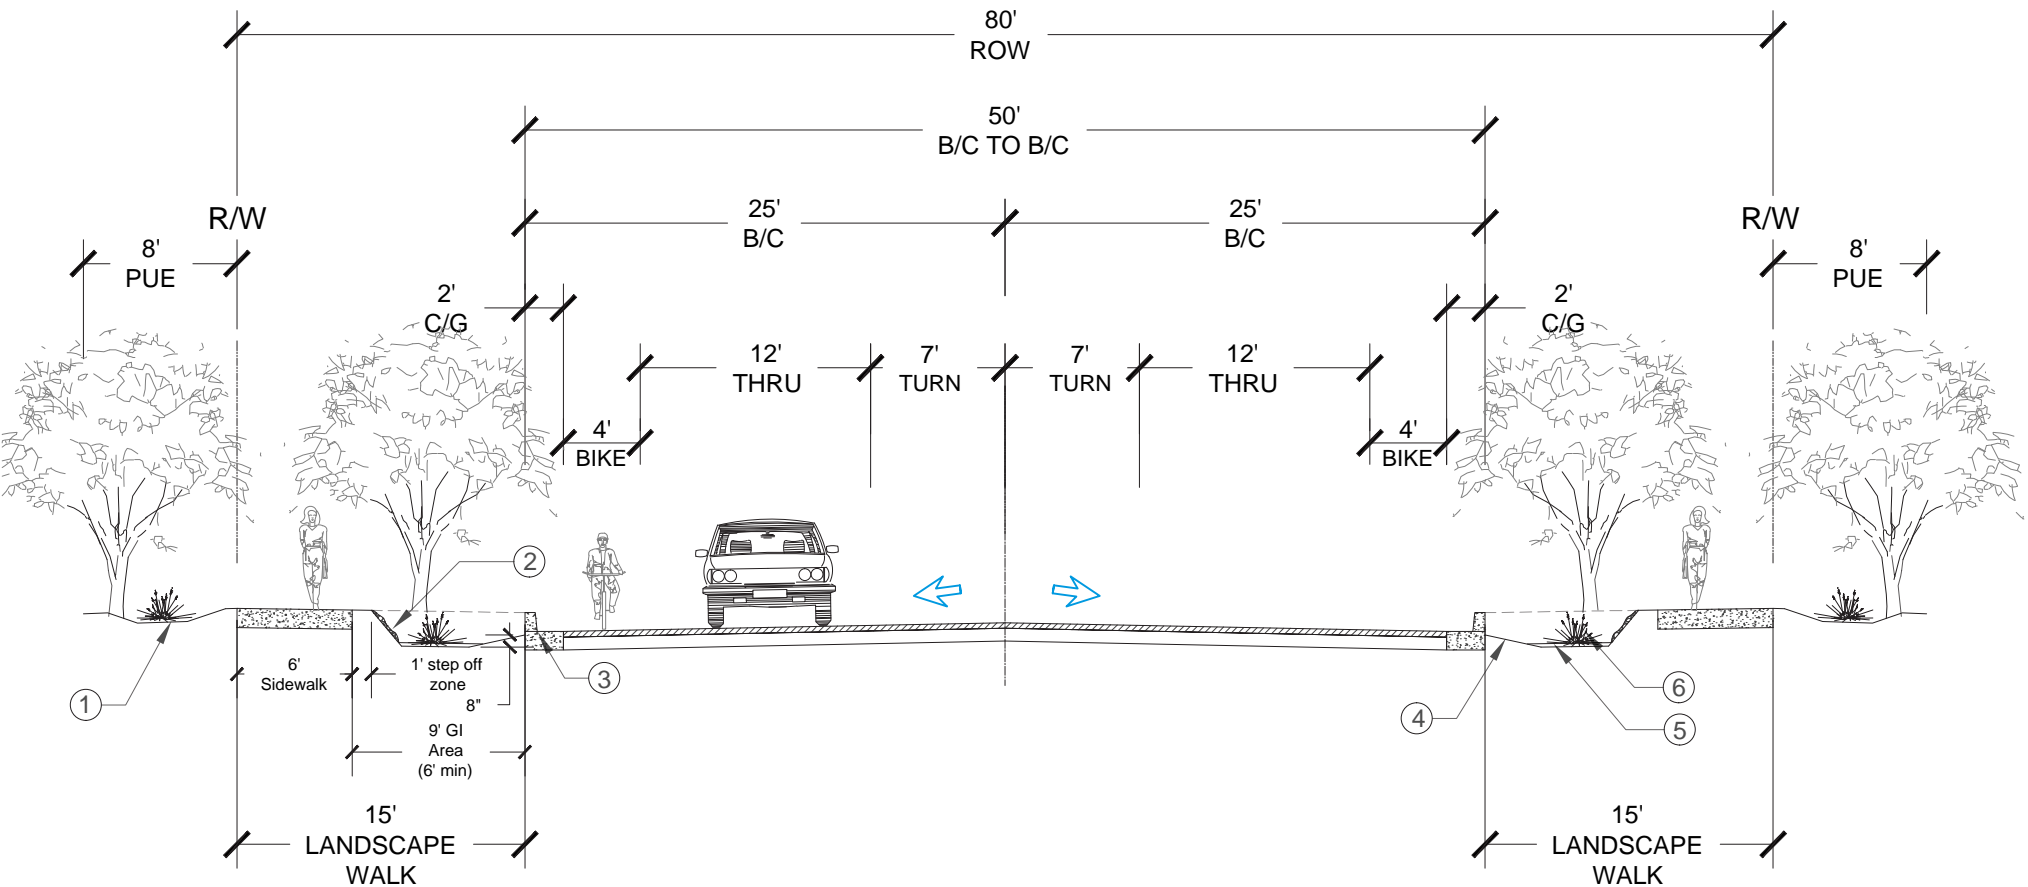 80'
ROW
50'
B/C TO B/C
25'
B/C
25'
B/C
R/W
R/W
8'
PUE
8'
PUE
2'
C/G
2'
C/G
12'
THRU
7'
TURN
7'
TURN
12'
THRU
4'
BIKE
4'
BIKE
2
6'
Sidewalk
1' step off
zone
8"
3
1
9' GI
Area
(6' min)
4
6
5
15'
LANDSCAPE
WALK
15'
LANDSCAPE
WALK